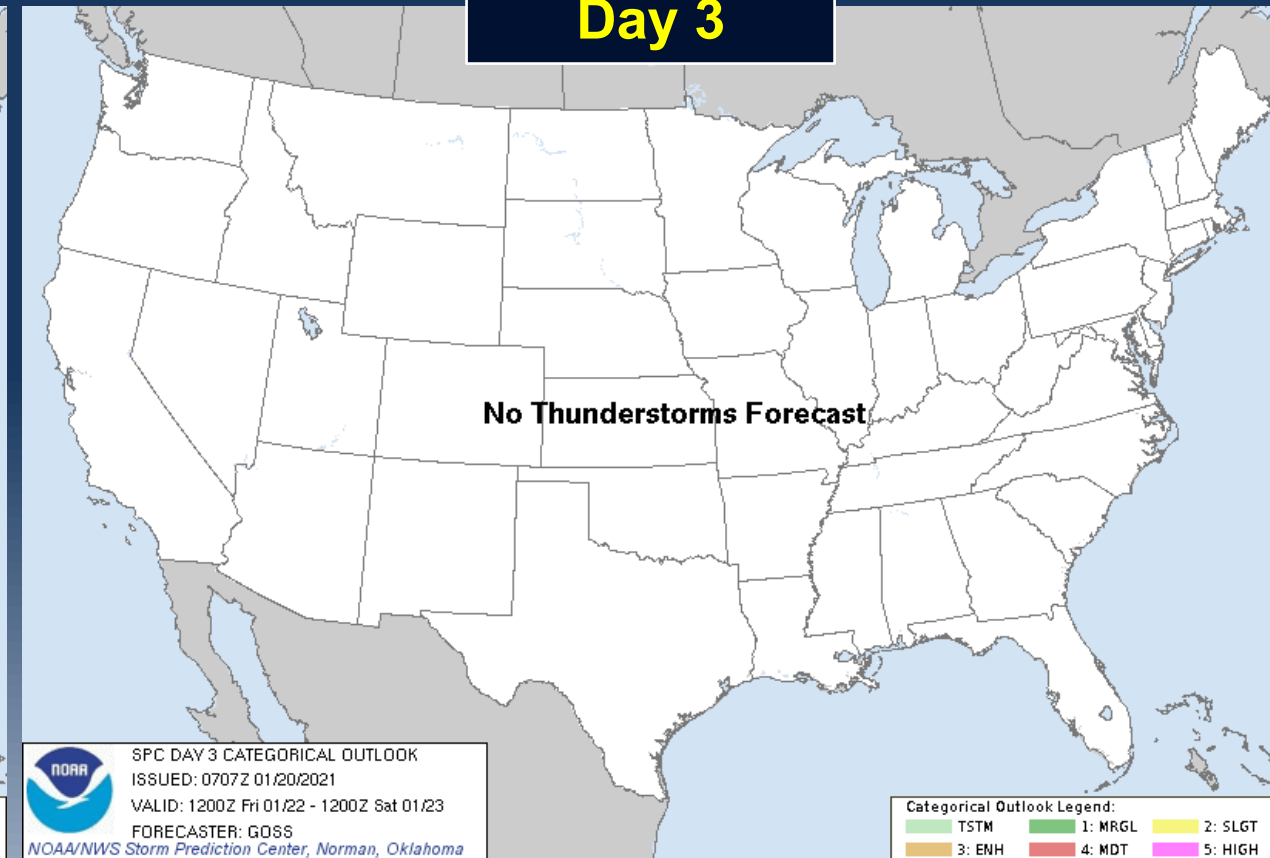 Day 3
No Thunderstorms Forecast
NOAA
SPC DAY 3 CATEGORICAL OUTLOOK
ISSUED: 0707Z 01/20/2021
VALID: 1200Z Fri 01/22 - 1200Z Sat 01/23
FORECASTER: GOSS
NOAA/NWS Storm Prediction Center, Norman, Oklahoma
Categorical Outlook Legend:
TSTM 1: MRGL 2: SLGT
3: ENH 4: MDT 5: HIGH